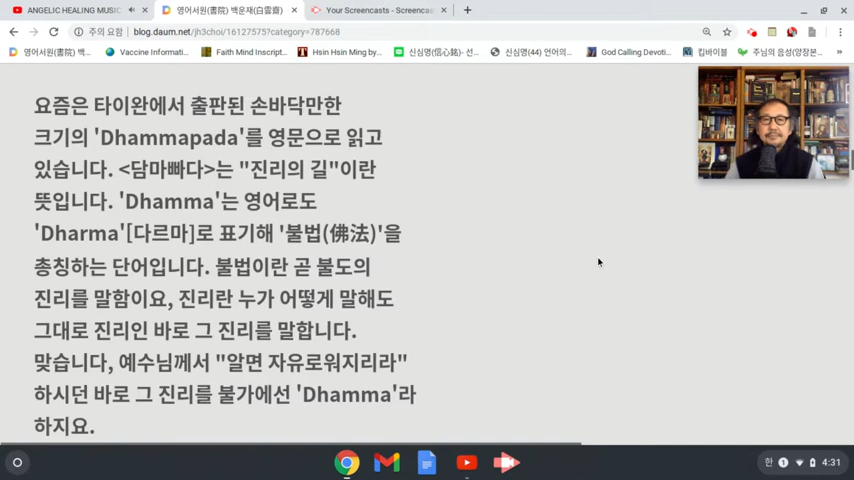 ANGELIC HEALING MUSIC
영어서원(書院) 백운재(白雲齋)
Your Screencasts - Screencas
주의 요함
blog.daum.net/jh3choi/16127575?category=787668
영어서원(書院) 백
Vaccine Informati...
Faith Mind Inscript...
Hsin Hsin Ming by...
신심명(信心銘)- 선...
신심명(44) 언어의...
God Calling Devoti...
킵바이블
주님의 음성(양장본...
요즘은 타이완에서 출판된 손바닥만한
크기의 'Dhammapada'를 영문으로 읽고
있습니다. <담마빠다>는 "진리의 길"이란
뜻입니다. 'Dhamma'는 영어로도
'Dharma'[다르마]로 표기해 '불법(佛法)'을
총칭하는 단어입니다. 불법이란 곧 불도의
진리를 말함이요, 진리란 누가 어떻게 말해도
그대로 진리인 바로 그 진리를 말합니다.
맞습니다, 예수님께서 "알면 자유로워지리라"
하시던 바로 그 진리를 불가에선 'Dhamma'라
하지요.
한
1
4:31